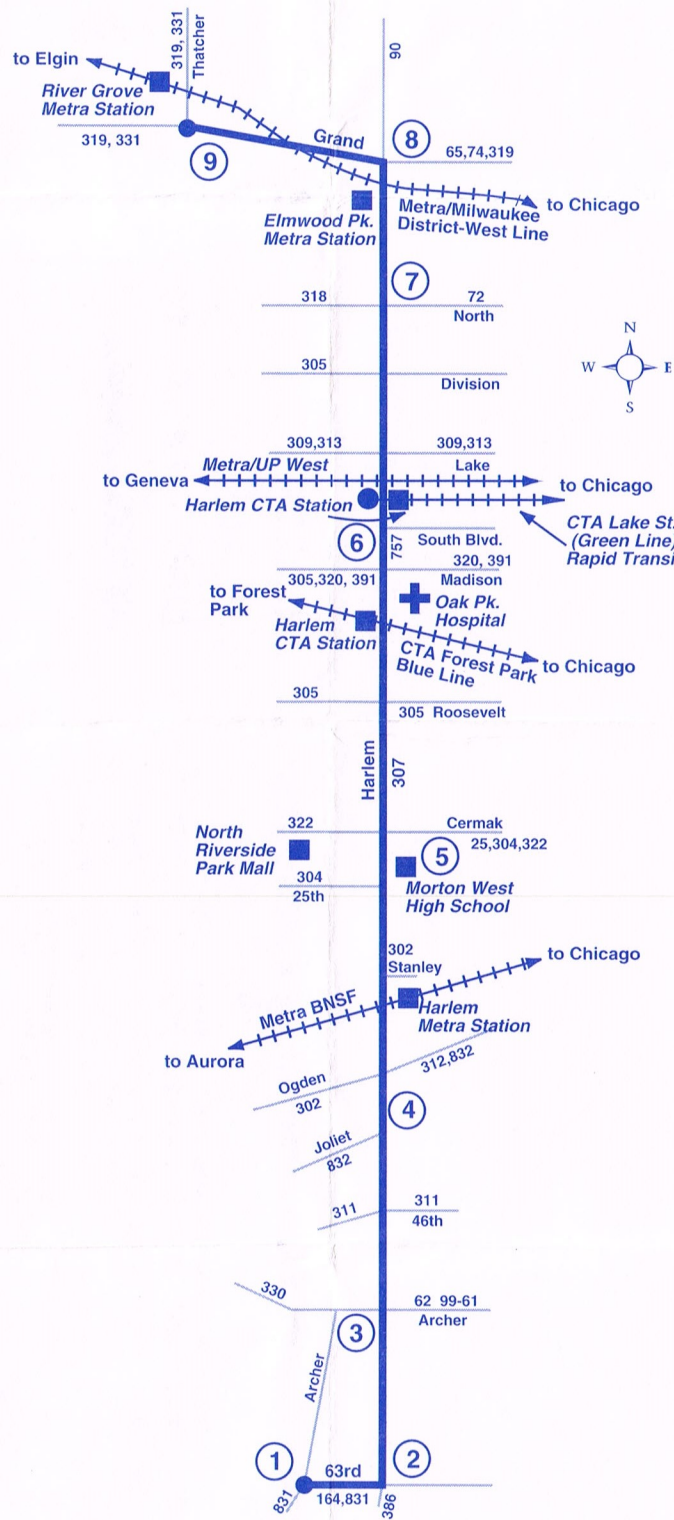 319, 331
Thatcher
90
to Elgin
River Grove
Metra Station
319, 331
9
Grand
8
65,74,319
to Chicago
Metra/Milwaukee
District-West Line
Elmwood Pk.
Metra Station
7
318
72
North
305
Division
N
W
E
S
309,313
309,313
Metra/UP West
Lake
to Geneva
to Chicago
Harlem CTA Station
CTA Lake St.
(Green Line)
Rapid Transi
6
757
South Blvd.
320, 391
305,320, 391
Madison
to Forest
Park
Oak Pk.
Hospital
Harlem
CTA Station
CTA Forest Park
Blue Line
to Chicago
305
305 Roosevelt
Harlem
307
322
Cermak
25,304,322
North
Riverside
Park Mall
5
304
25th
Morton West
High School
302
Stanley
to Chicago
Metra BNSF
Harlem
Metra Station
to Aurora
312,832
Ogden
302
4
Joliet
832
311
311
46th
330
62 99-61
Archer
3
Archer
1
63rd
2
831
164,831
386